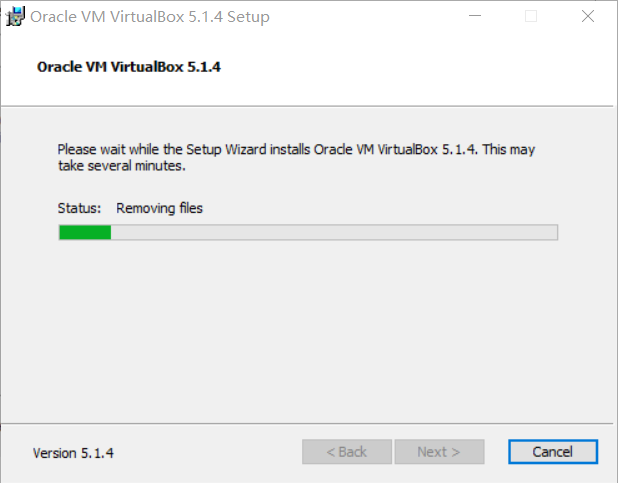 Oracle VM VirtualBox 5.1.4 Setup
Oracle VM VirtualBox 5.1.4
Please wait while the Setup Wizard installs Oracle VM VirtualBox 5.1.4. This may
take several minutes.
Status: Removing files
Version 5.1.4 < Back Next > Cancel